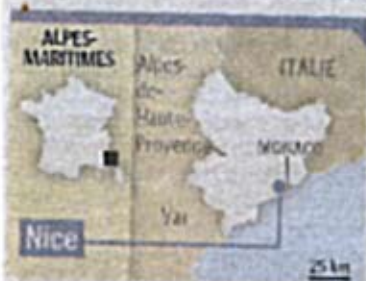 ALPES-
MARITIMES
Alpes-
de-
Haute-
Provence
ITALIE
MONACO
Var
Nice
25 km